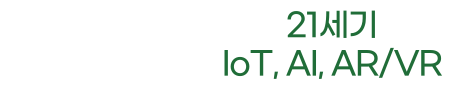 21세기
IoT, AI, AR/VR